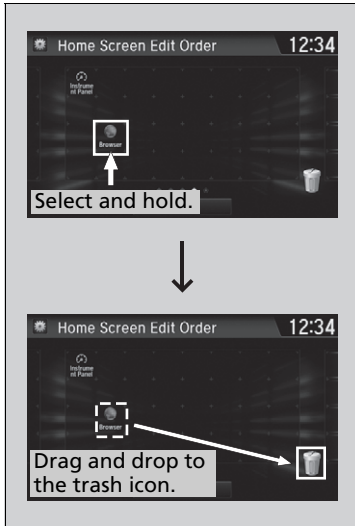 Home Screen Edit Order
12:34
Instrume
nt Panel
Browser
Select and hold.
Home Screen Edit Order
12:34
Instrume
nt Panel
Browser
Drag and drop to
the trash icon.